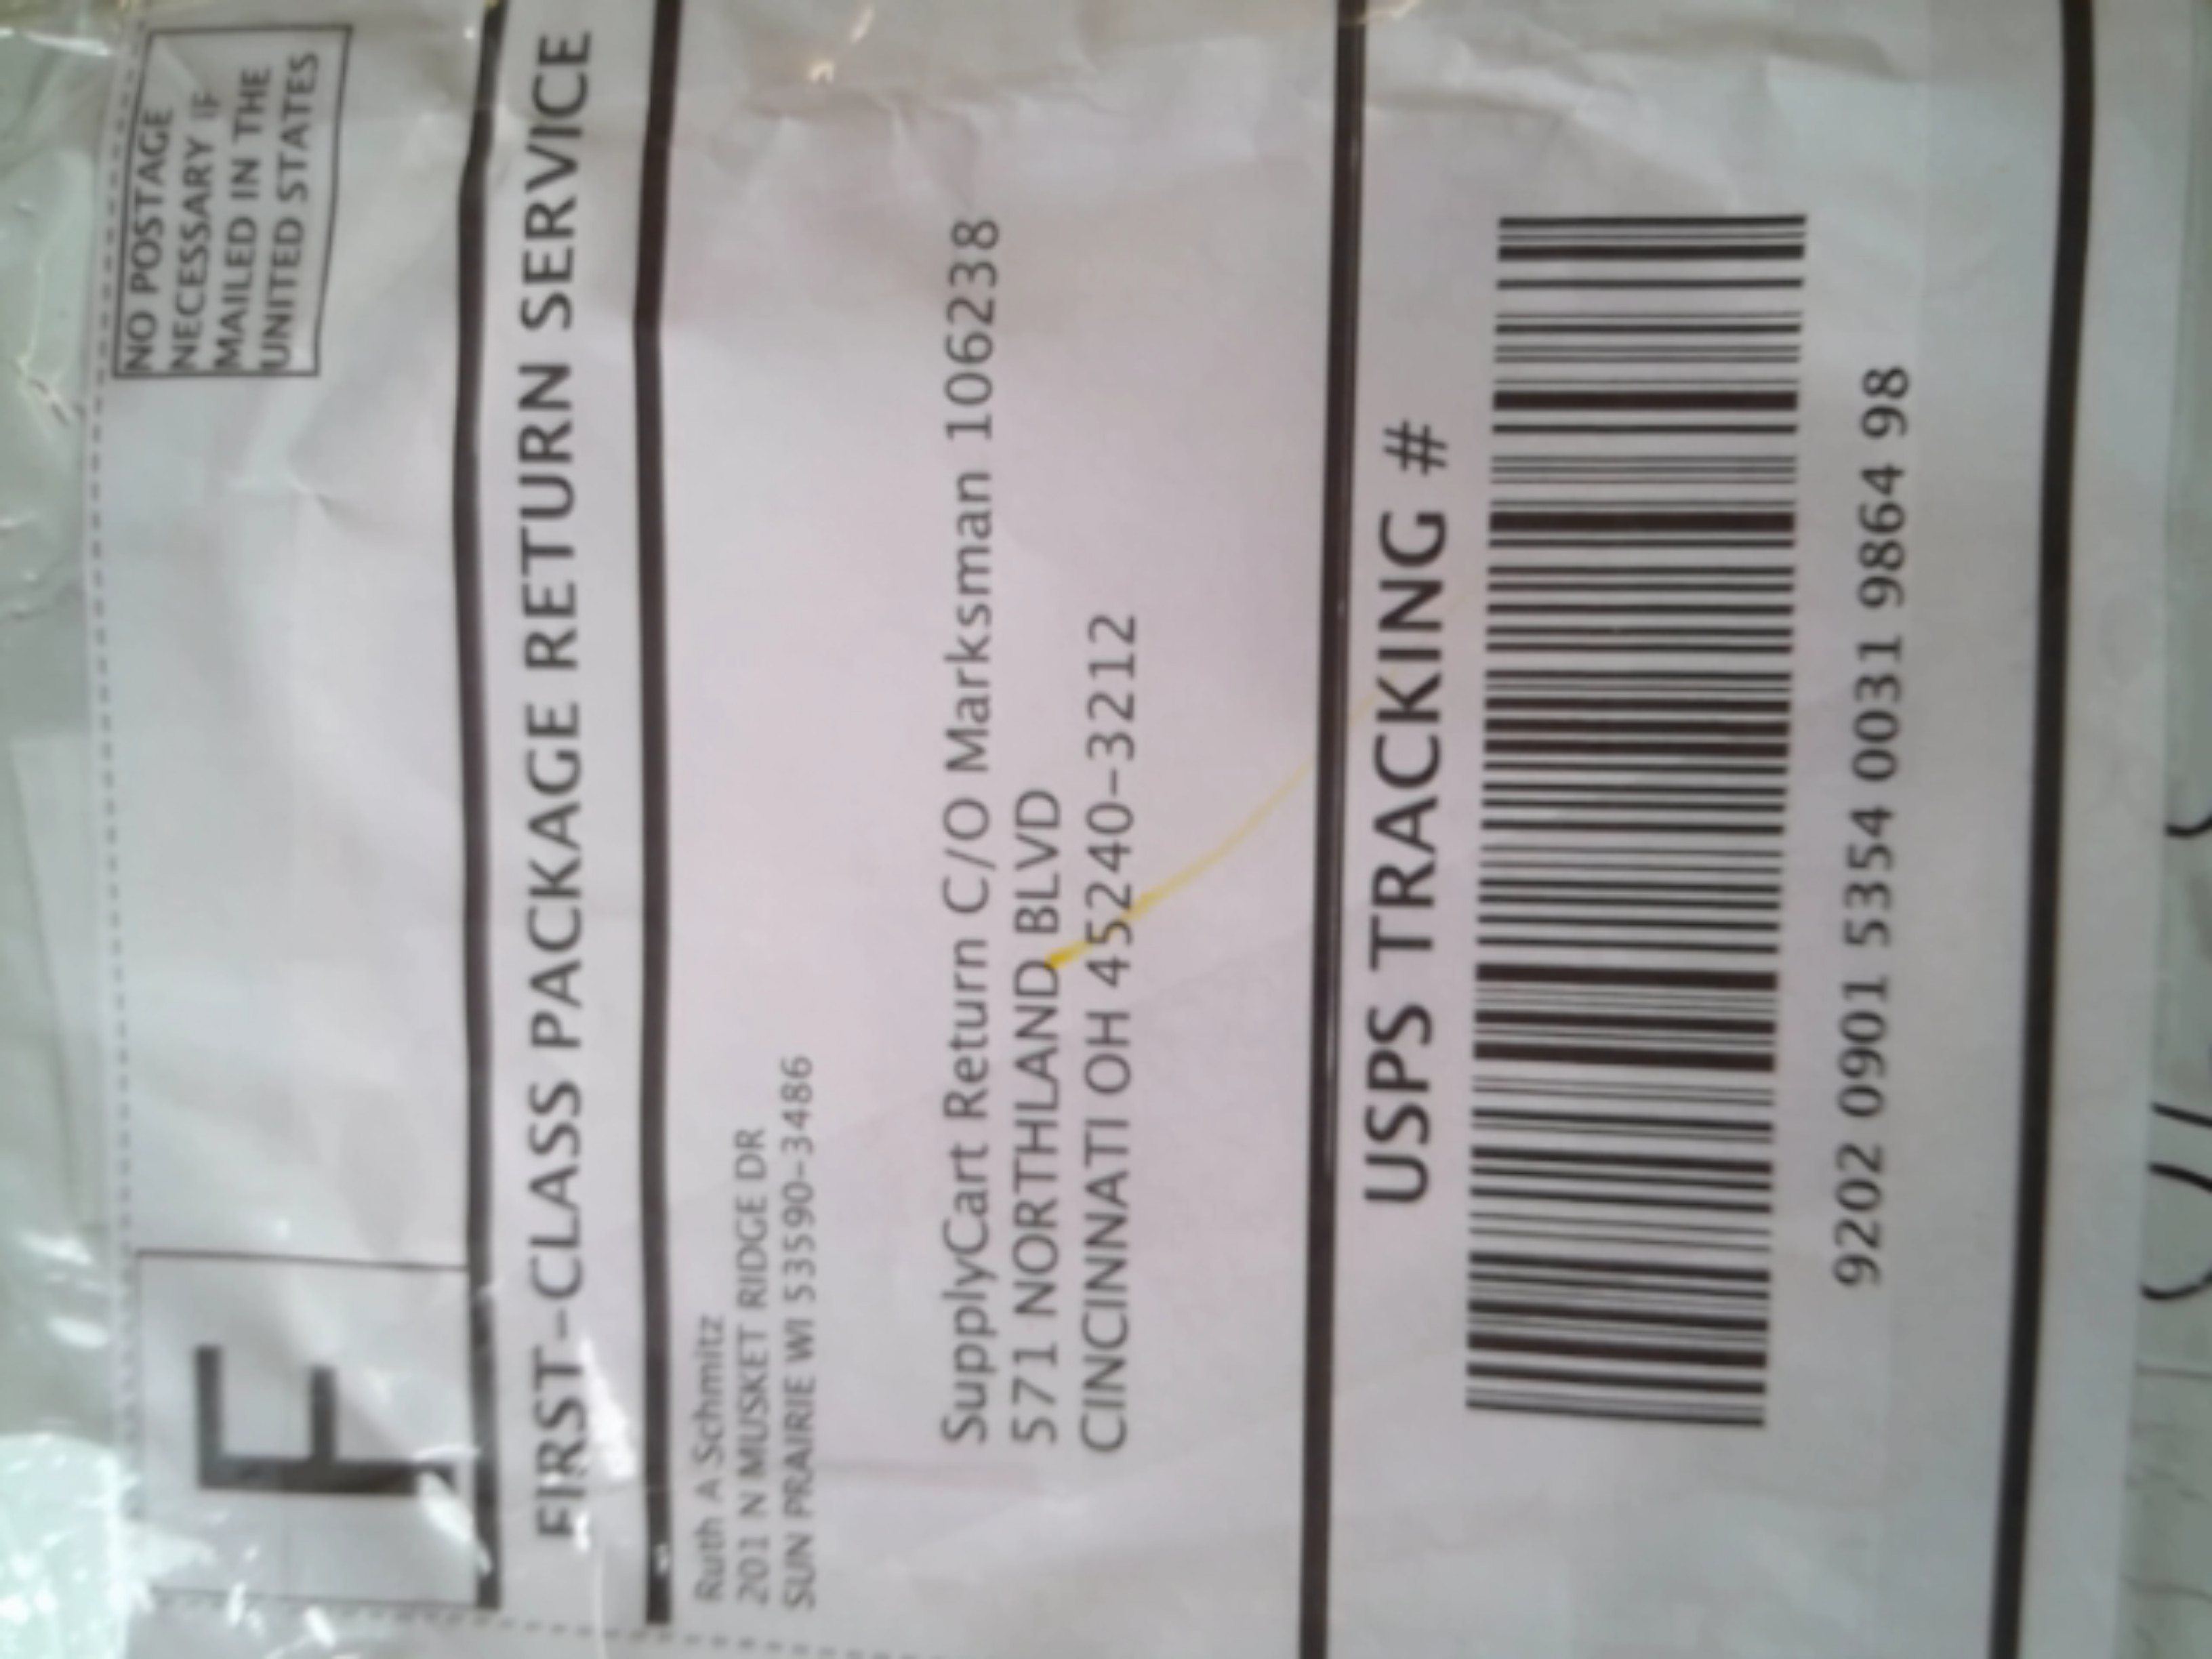 F
NO POSTAGE
NECESSARY IF
MAILED IN THE
UNITED STATES
FIRST-CLASS PACKAGE RETURN SERVICE
Ruth A Schmitz
201 N MUSKET RIDGE DR
SUN PRAIRIE WI 53590-3486
SupplyCart Return C/O Marksman 106238
571 NORTHLAND BLVD
CINCINNATI OH 45240-3212
USPS TRACKING #
9202 0901 5354 0031 9864 98